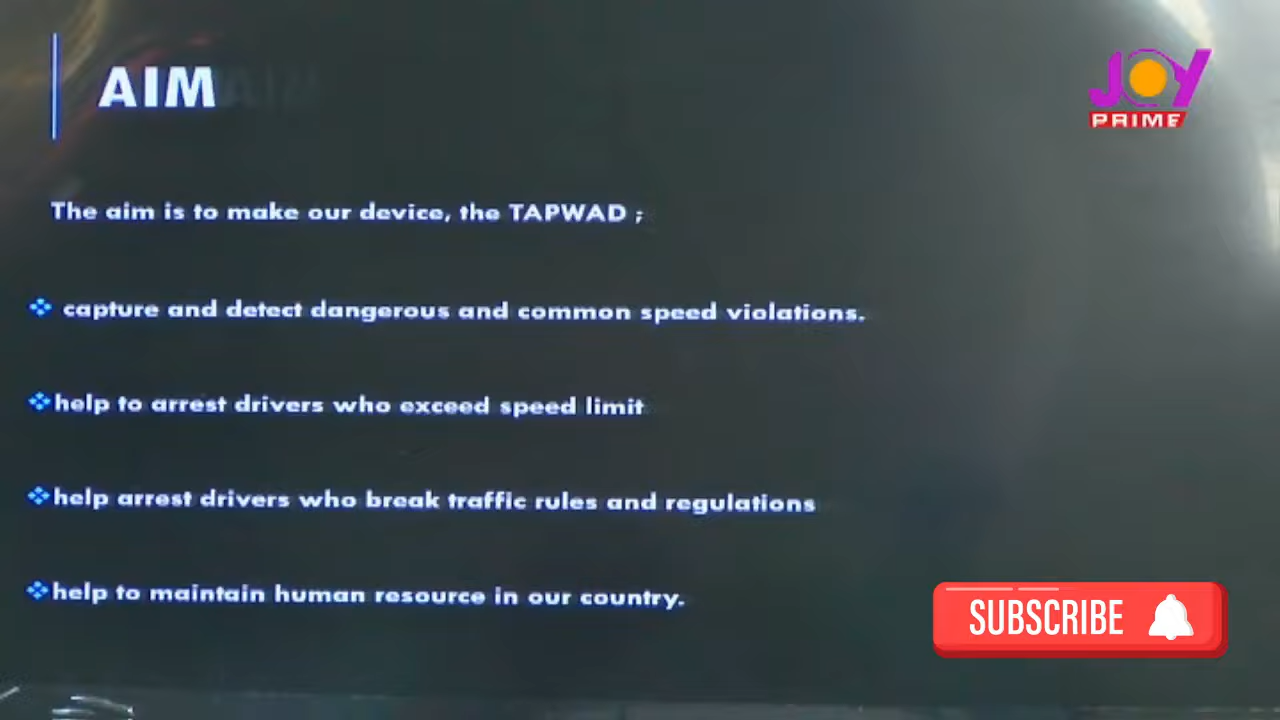 AIM
JOY
PRIME
The aim is to make our device, the TAPWAD ;
capture and detect dangerous and common speed violations.
help to arrest drivers who exceed speed limit
help arrest drivers who break traffic rules and regulations
help to maintain human resource in our country.
SUBSCRIBE